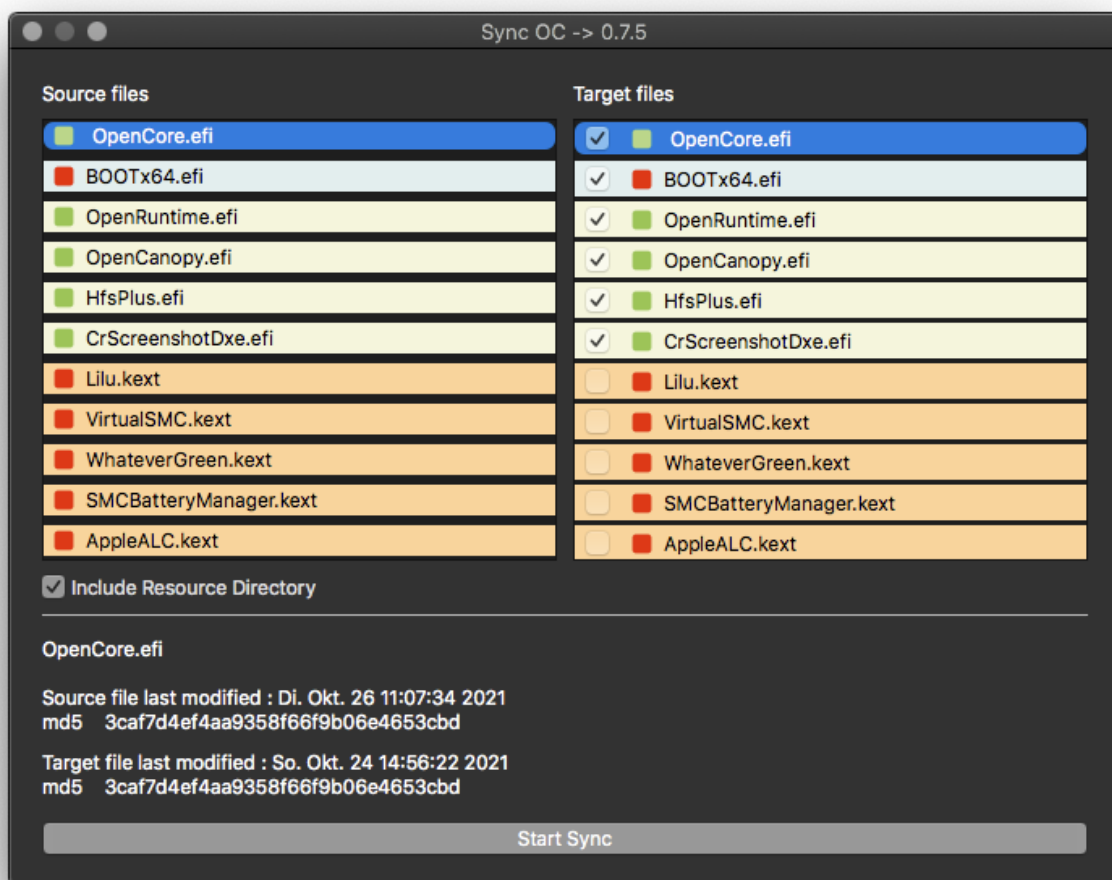 Sync OC -> 0.7.5
Source files
OpenCore.efi
BOOTx64.efi
OpenRuntime.efi
OpenCanopy.efi
HfsPlus.efi
CrScreenshotDxe.efi
Lilu.kext
VirtualSMC.kext
WhateverGreen.kext
SMCBatteryManager.kext
AppleALC.kext
Target files
OpenCore.efi
BOOTx64.efi
OpenRuntime.efi
OpenCanopy.efi
HfsPlus.efi
CrScreenshotDxe.efi
Lilu.kext
VirtualSMC.kext
WhateverGreen.kext
SMCBatteryManager.kext
AppleALC.kext
Include Resource Directory
OpenCore.efi
Source file last modified : Di. Okt. 26 11:07:34 2021
md5 3caf7d4ef4aa9358f66f9b06e4653cbd
Target file last modified : So. Okt. 24 14:56:22 2021
md5 3caf7d4ef4aa9358f66f9b06e4653cbd
Start Sync